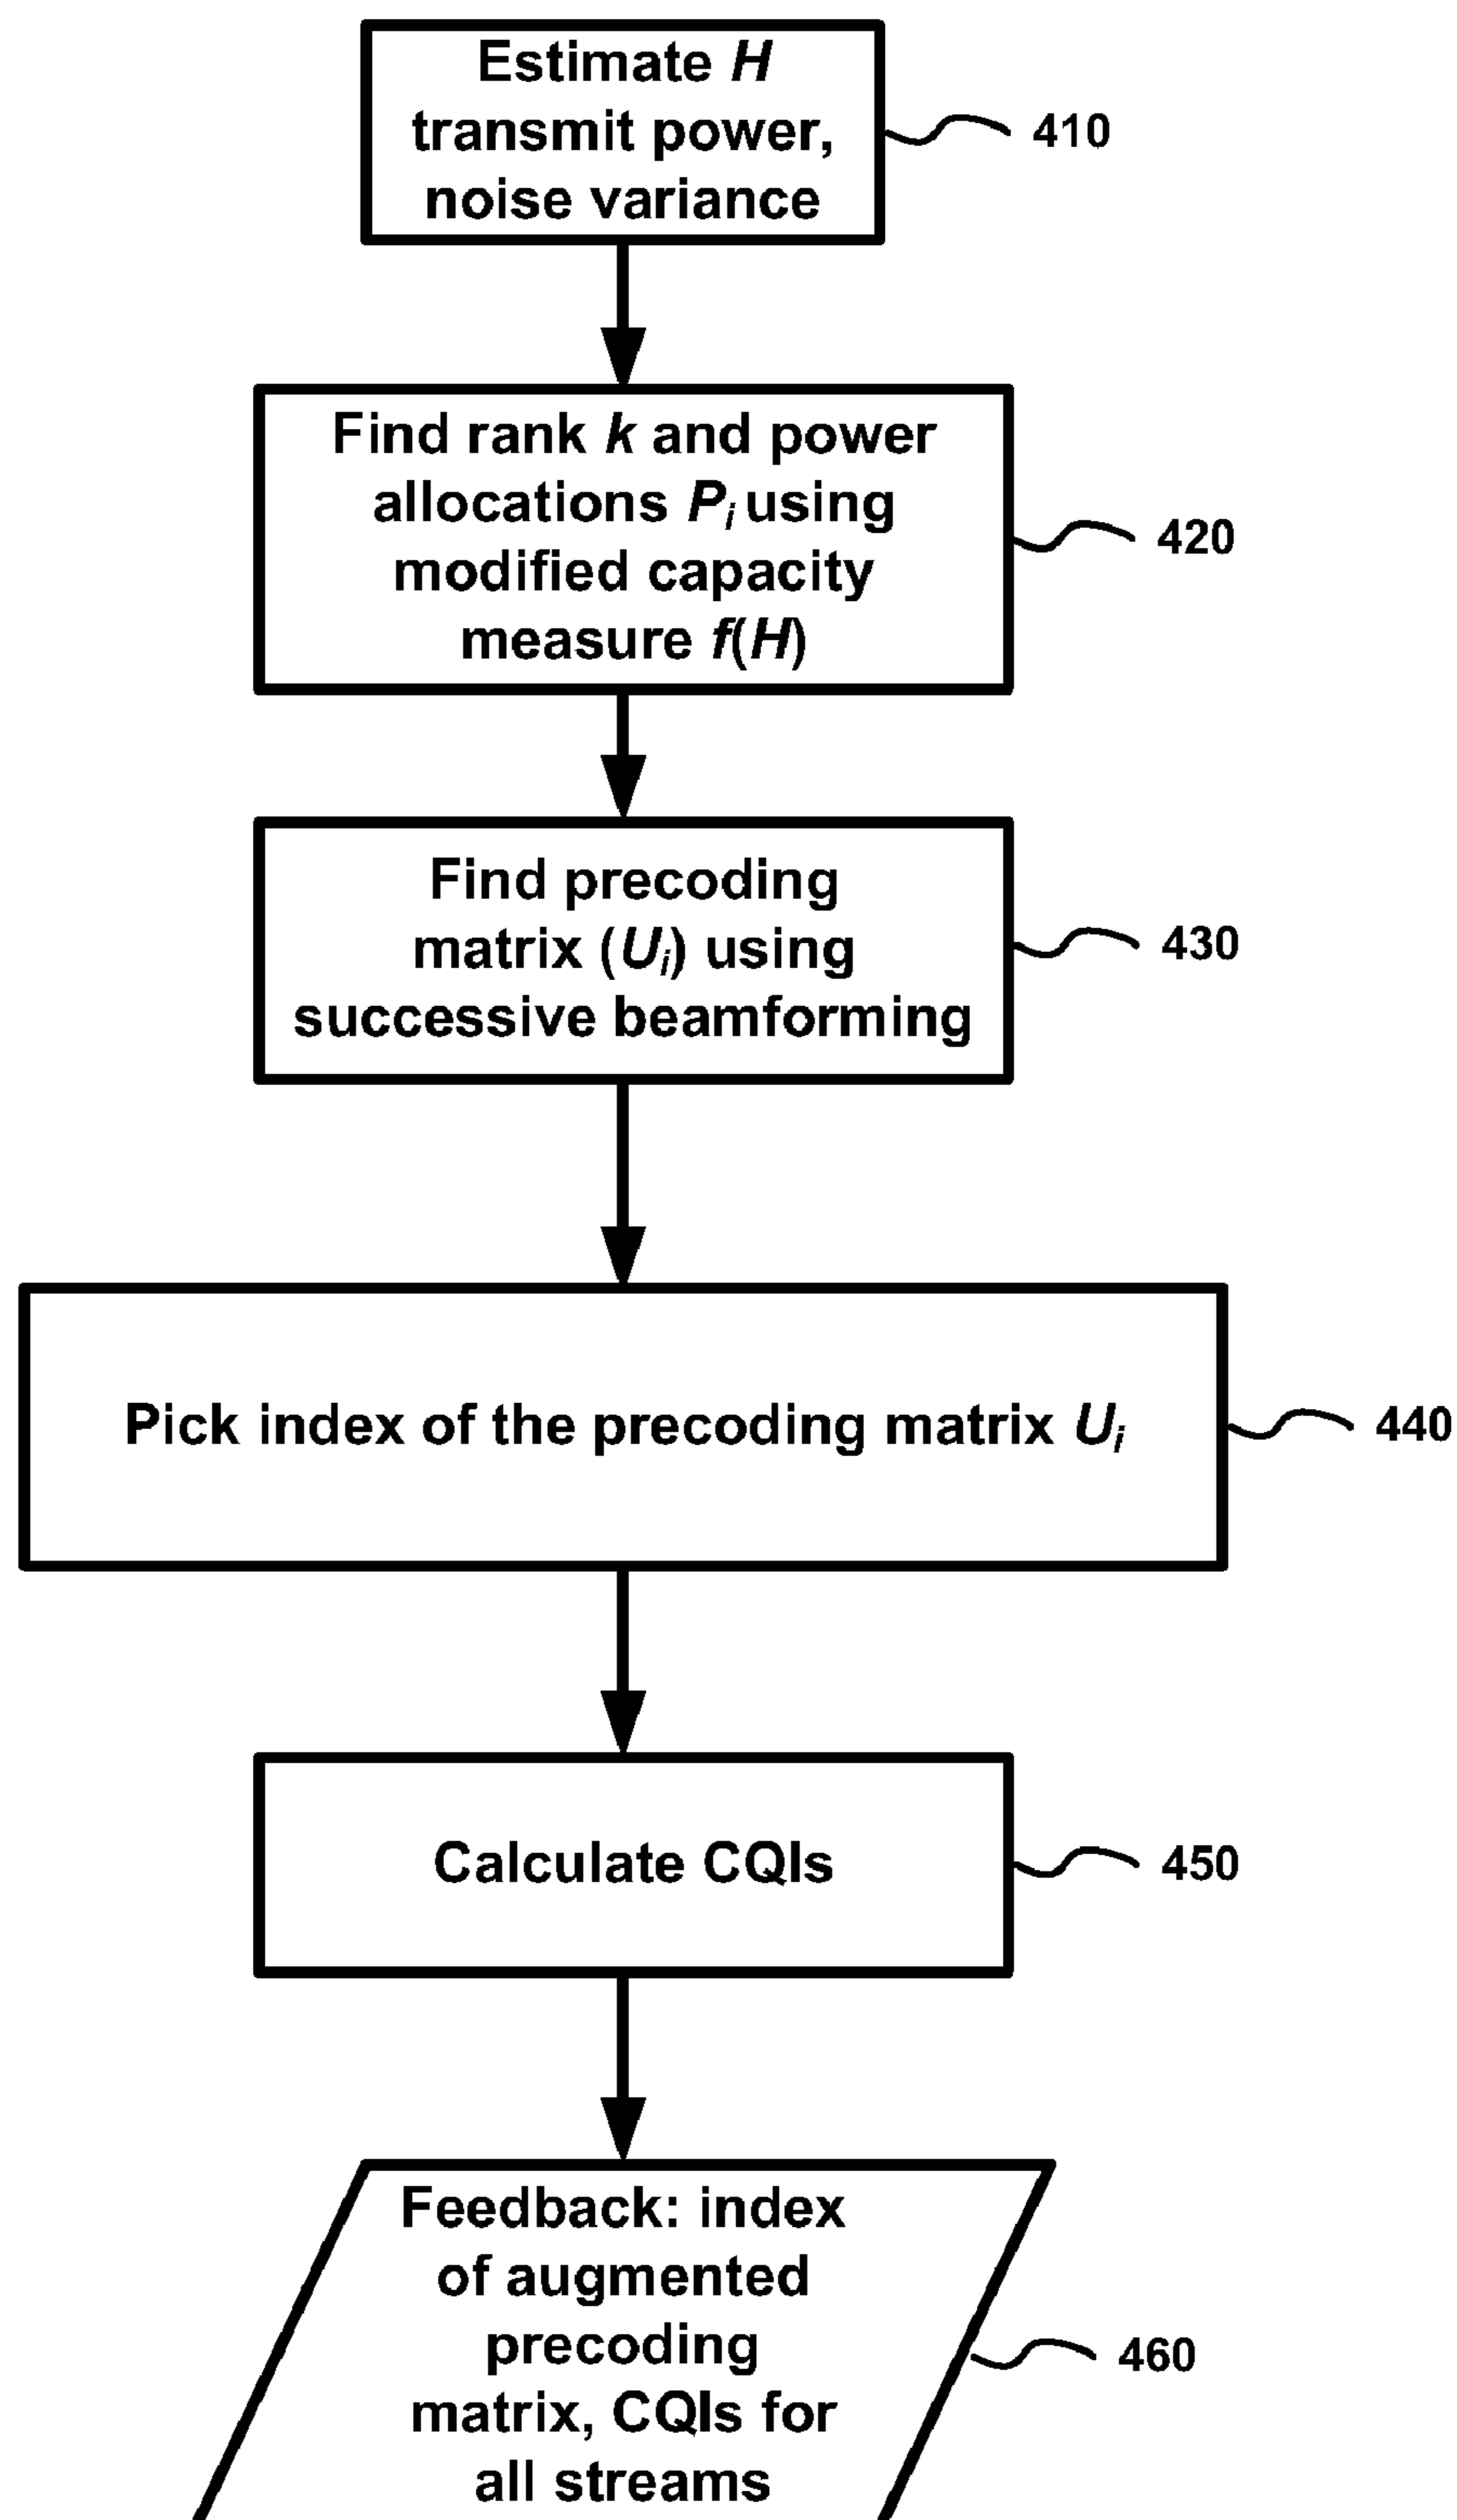 Estimate H
transmit power,
noise variance
410
Find rank k and power
allocations Pi using
modified capacity
measure f(H)
420
Find precoding
matrix (Ui) using
successive beamforming
430
Pick index of the precoding matrix Ui
440
Calculate CQIs
450
Feedback: index
of augmented
precoding
matrix, CQIs for
all streams
460